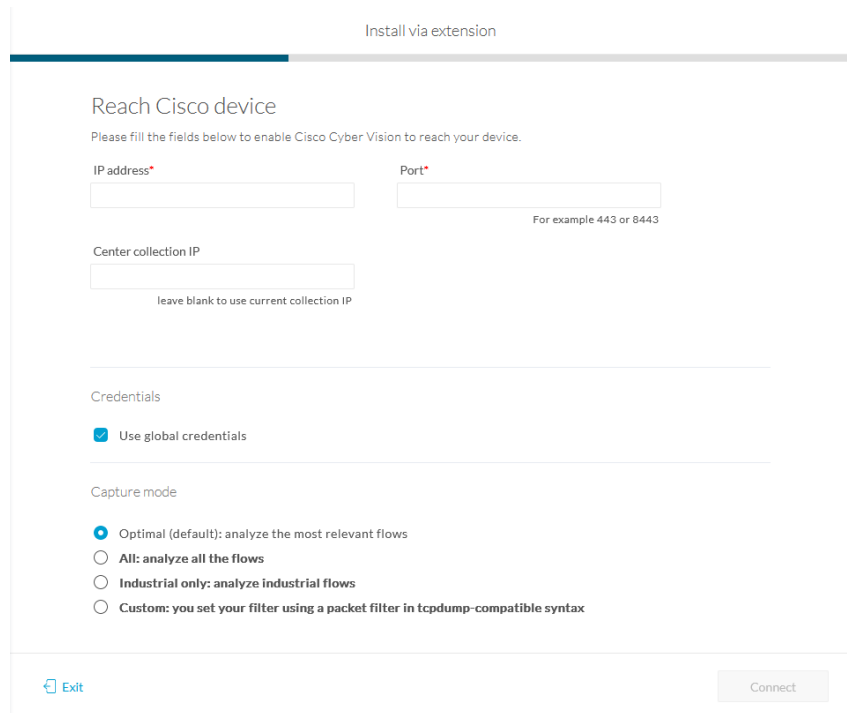 Install via extension
Reach Cisco device
Please fill the fields below to enable Cisco Cyber Vision to reach your device.
IP address*
Port*
For example 443 or 8443
Center collection IP
leave blank to use current collection IP
Credentials
Use global credentials
Capture mode
Optimal (default): analyze the most relevant flows
All: analyze all the flows
Industrial only: analyze industrial flows
Custom: you set your filter using a packet filter in tcpdump-compatible syntax
Exit
Connect